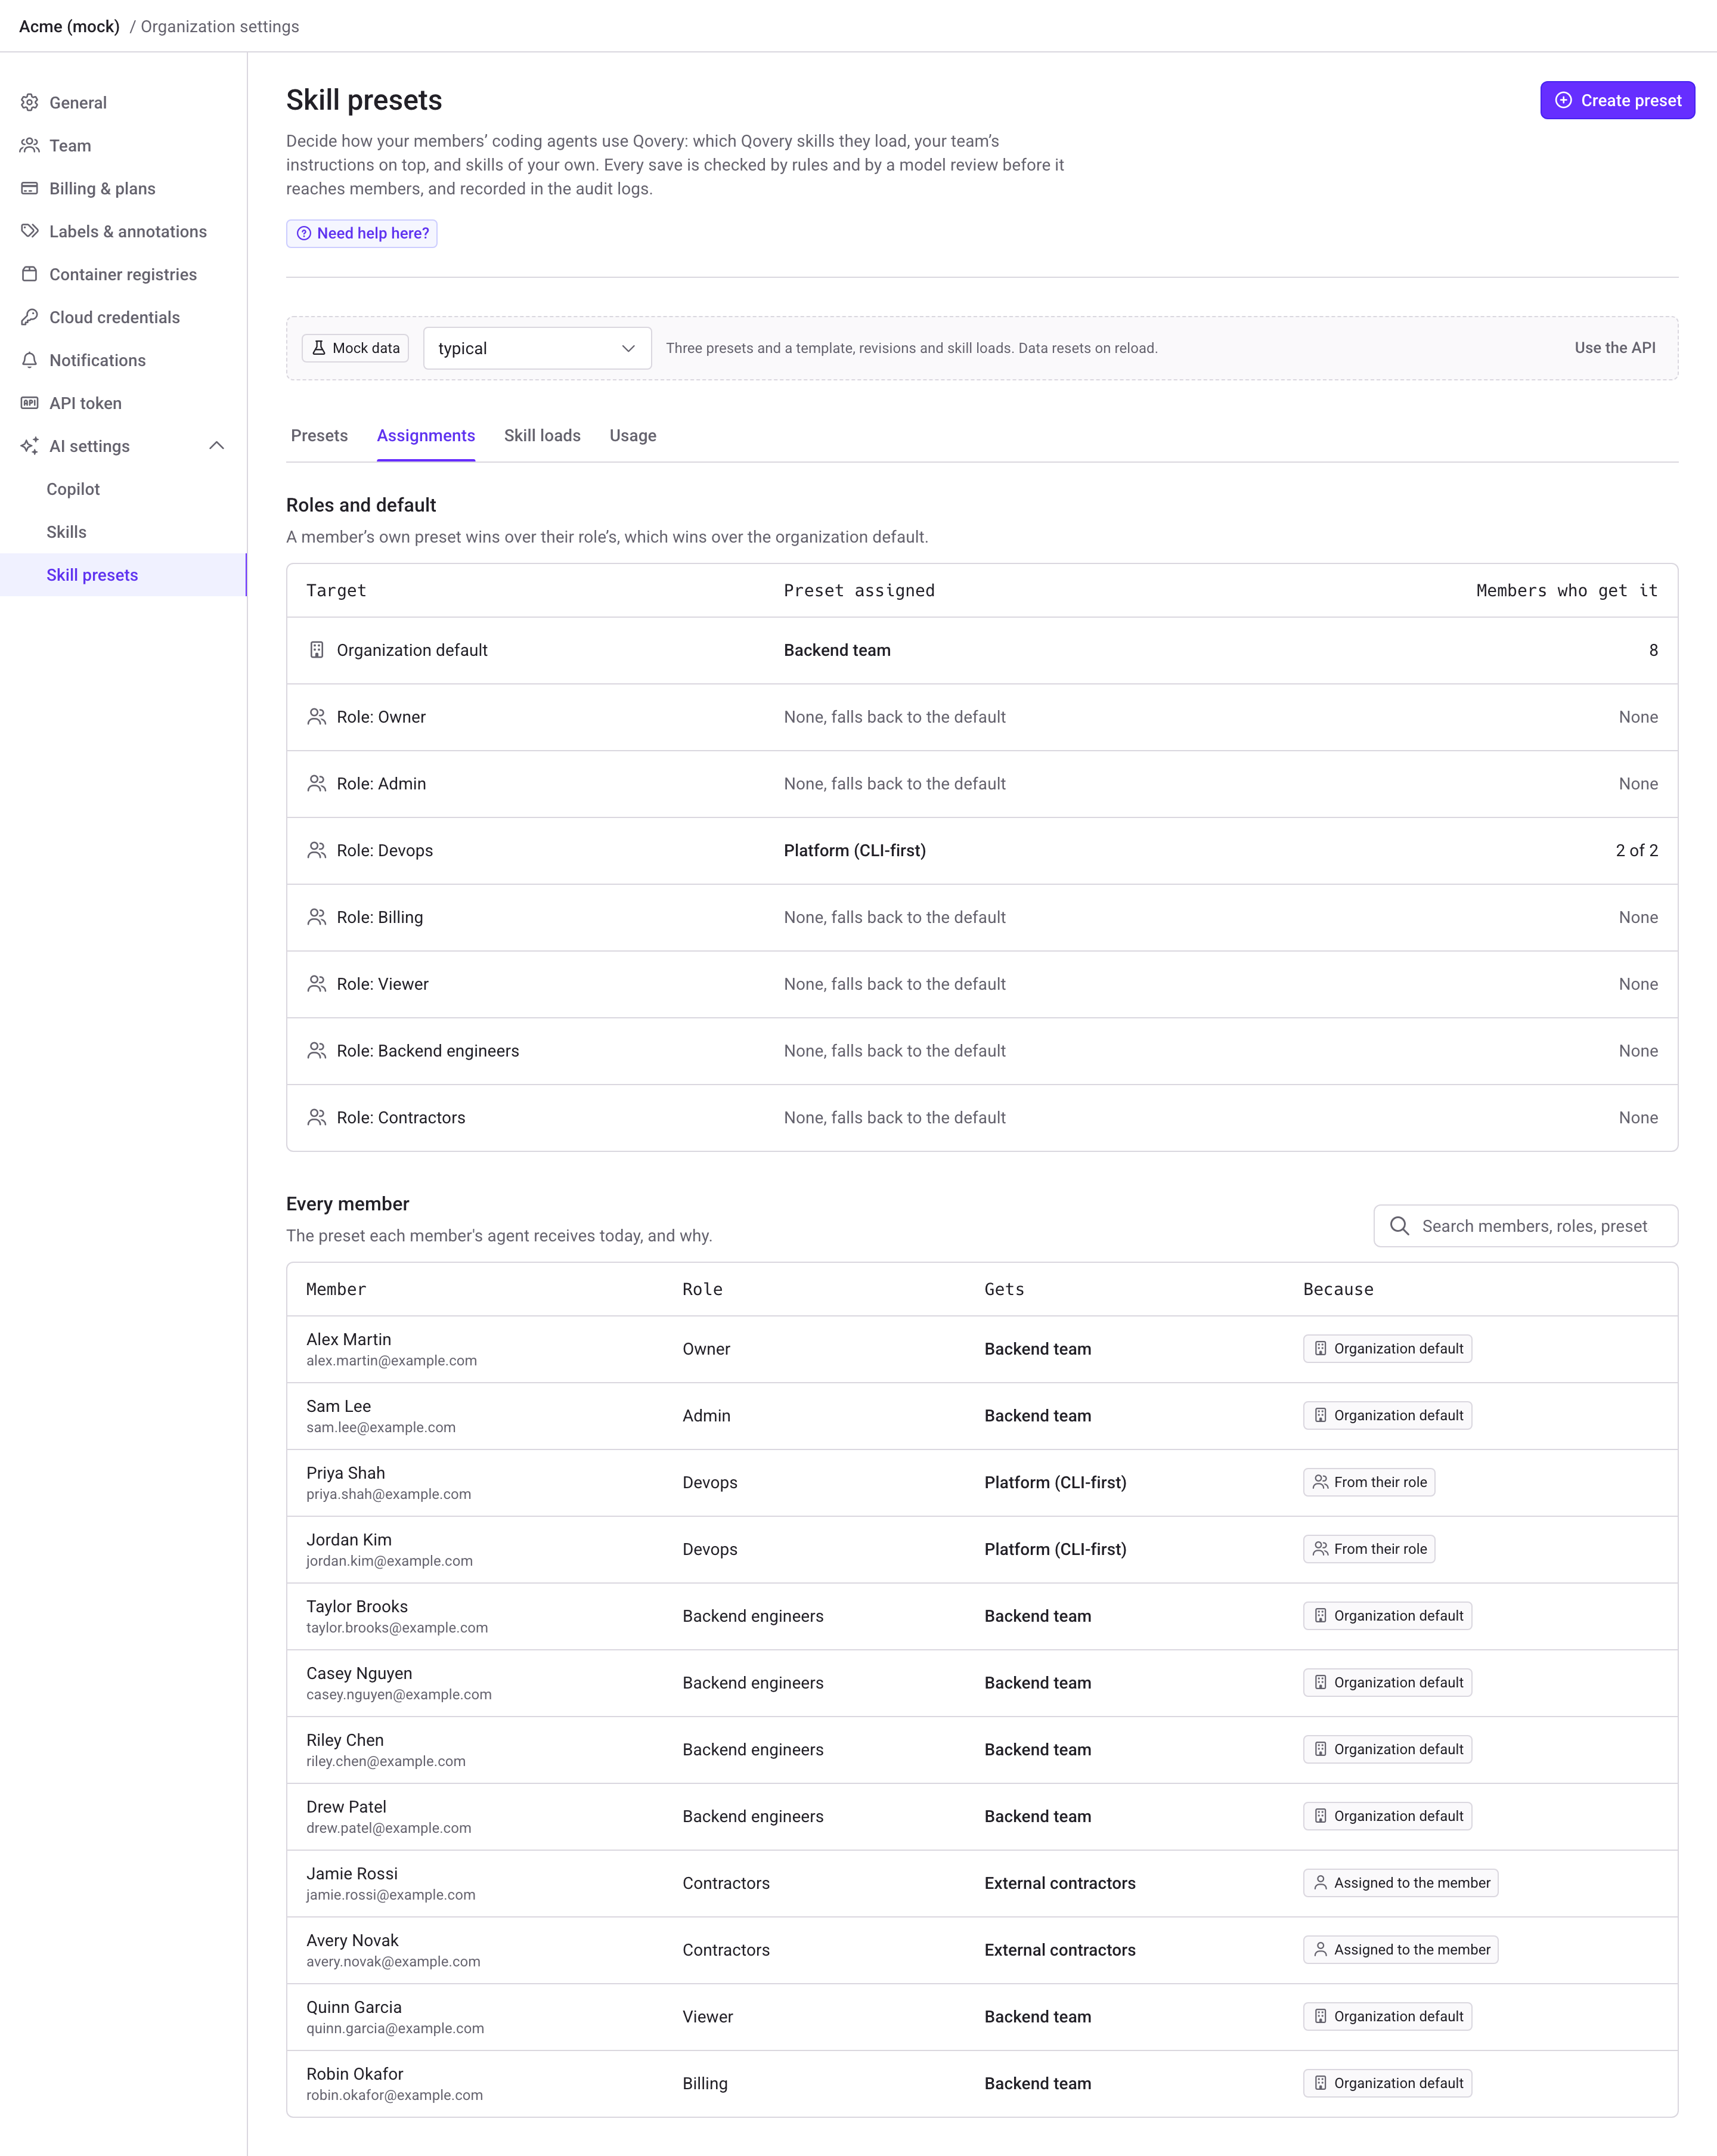 Acme (mock) / Organization settings
General
Team
Billing & plans
Labels & annotations
Container registries
Cloud credentials
Notifications
API token
AI settings
Copilot
Skills
Skill presets
Skill presets
Create preset
Decide how your members’ coding agents use Qovery: which Qovery skills they load, your team’s
instructions on top, and skills of your own. Every save is checked by rules and by a model review before it
reaches members, and recorded in the audit logs.
Need help here?
Mock data typical Three presets and a template, revisions and skill loads. Data resets on reload. Use the API
Presets Assignments Skill loads Usage
Roles and default
A member’s own preset wins over their role’s, which wins over the organization default.
Target Preset assigned Members who get it
Organization default Backend team 8
Role: Owner None, falls back to the default None
Role: Admin None, falls back to the default None
Role: Devops Platform (CLI-first) 2 of 2
Role: Billing None, falls back to the default None
Role: Viewer None, falls back to the default None
Role: Backend engineers None, falls back to the default None
Role: Contractors None, falls back to the default None
Every member
The preset each member's agent receives today, and why.
Search members, roles, preset
Member Role Gets Because
Alex Martin
alex.martin@example.com
Owner Backend team Organization default
Sam Lee
sam.lee@example.com
Admin Backend team Organization default
Priya Shah
priya.shah@example.com
Devops Platform (CLI-first) From their role
Jordan Kim
jordan.kim@example.com
Devops Platform (CLI-first) From their role
Taylor Brooks
taylor.brooks@example.com
Backend engineers Backend team Organization default
Casey Nguyen
casey.nguyen@example.com
Backend engineers Backend team Organization default
Riley Chen
riley.chen@example.com
Backend engineers Backend team Organization default
Drew Patel
drew.patel@example.com
Backend engineers Backend team Organization default
Jamie Rossi
jamie.rossi@example.com
Contractors External contractors Assigned to the member
Avery Novak
avery.novak@example.com
Contractors External contractors Assigned to the member
Quinn Garcia
quinn.garcia@example.com
Viewer Backend team Organization default
Robin Okafor
robin.okafor@example.com
Billing Backend team Organization default